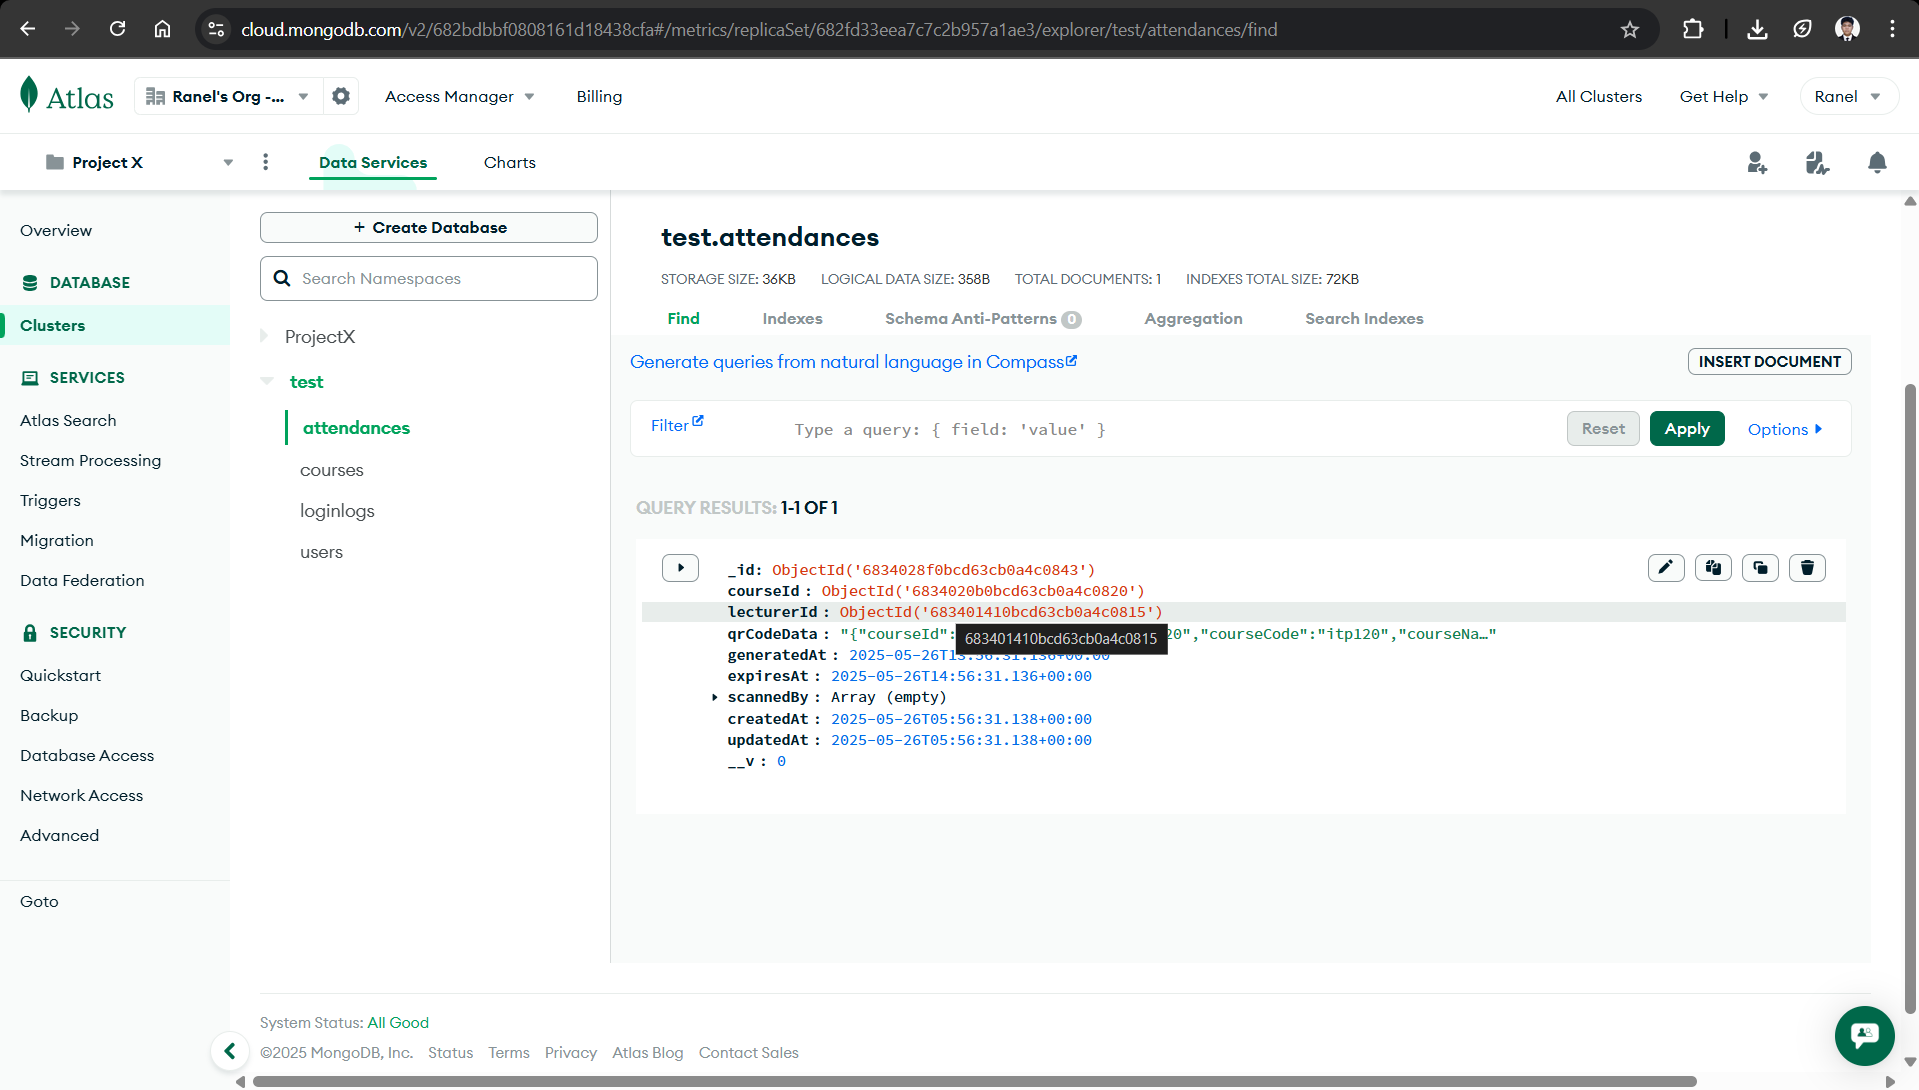 cloud.mongodb.com/v2/682bdbbf0808161d18438cfa#/metrics/replicaSet/682fd33eea7c7c2b957a1ae3/explorer/test/attendances/find
Atlas
Ranel's Org -...
Access Manager
Billing
All Clusters
Get Help
Ranel
Project X
Data Services
Charts
Overview
DATABASE
Clusters
SERVICES
Atlas Search
Stream Processing
Triggers
Migration
Data Federation
SECURITY
Quickstart
Backup
Database Access
Network Access
Advanced
Goto
+ Create Database
Search Namespaces
ProjectX
test
attendances
courses
loginlogs
users
test.attendances
STORAGE SIZE: 36KB LOGICAL DATA SIZE: 358B TOTAL DOCUMENTS: 1 INDEXES TOTAL SIZE: 72KB
Find
Indexes
Schema Anti-Patterns 0
Aggregation
Search Indexes
Generate queries from natural language in Compass
INSERT DOCUMENT
Filter
Type a query: { field: 'value' }
Reset
Apply
Options
QUERY RESULTS: 1-1 OF 1
_id: ObjectId('6834028f0bcd63cb0a4c0843')
courseId : ObjectId('6834020b0bcd63cb0a4c0820')
lecturerId : ObjectId('683401410bcd63cb0a4c0815')
qrCodeData : "{"courseId": 20","courseCode":"itp120","courseNa…"
683401410bcd63cb0a4c0815
generatedAt : 2025-05-26T13:56:31.136+00:00
expiresAt : 2025-05-26T14:56:31.136+00:00
scannedBy : Array (empty)
createdAt : 2025-05-26T05:56:31.138+00:00
updatedAt : 2025-05-26T05:56:31.138+00:00
__v : 0
System Status: All Good
©2025 MongoDB, Inc. Status Terms Privacy Atlas Blog Contact Sales